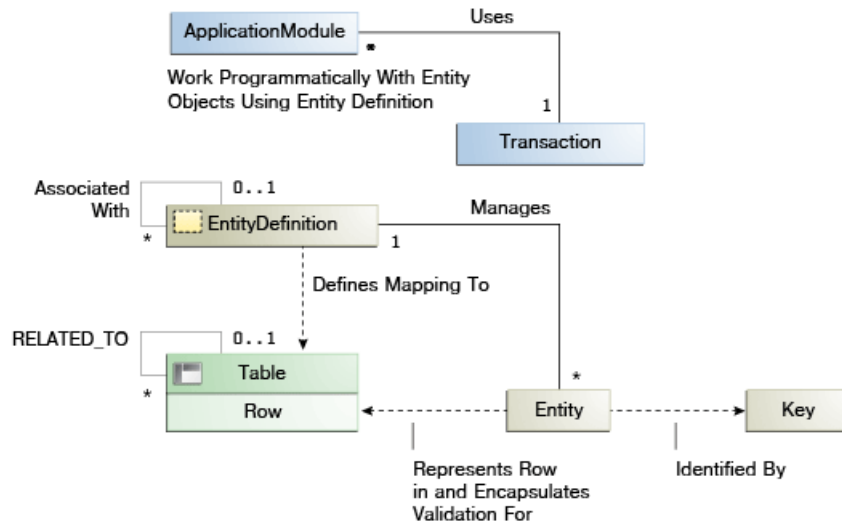 Uses
ApplicationModule
*
Work Programmatically With Entity
Objects Using Entity Definition
1
Transaction
Associated
With
0..1
*
EntityDefinition
1
Manages
Defines Mapping To
RELATED_TO
0..1
*
Table
Row
*
Entity
Key
Represents Row
in and Encapsulates
Validation For
Identified By